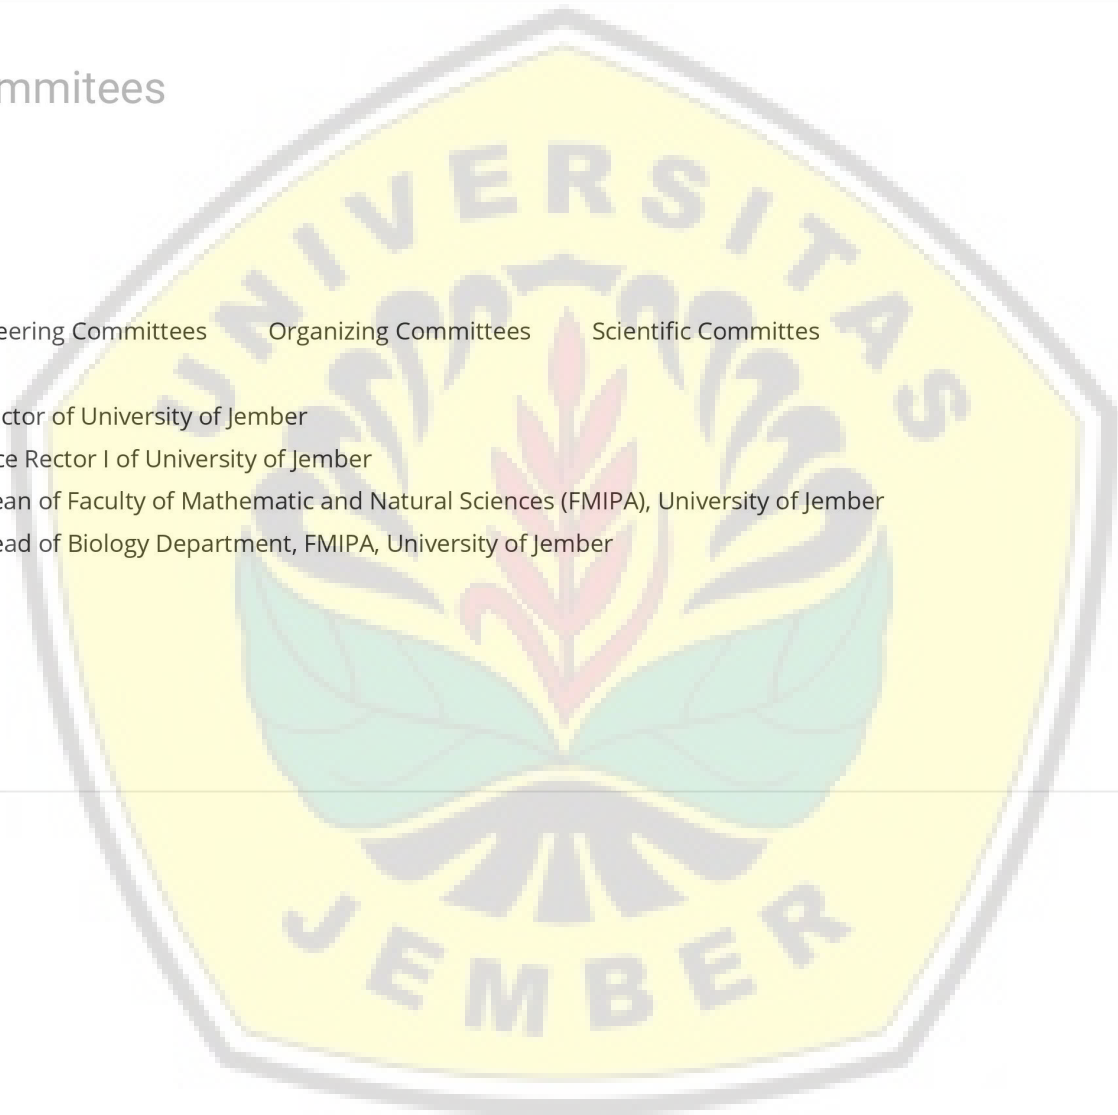 mmitees
UNIVERSITAS
eering Committees Organizing Committees Scientific Committes
ctor of University of Jember
ce Rector I of University of Jember
ean of Faculty of Mathematic and Natural Sciences (FMIPA), University of Jember
ead of Biology Department, FMIPA, University of Jember
JEMBER